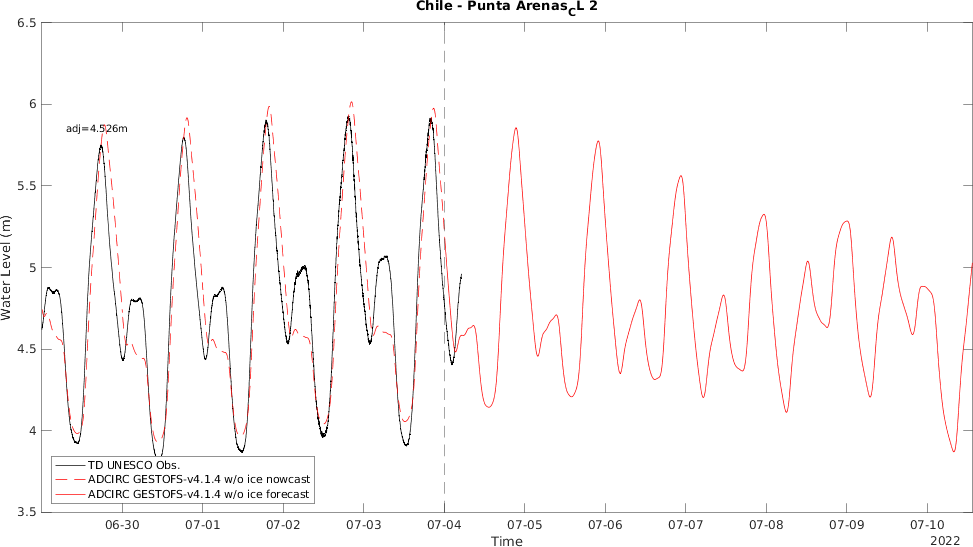 Chile - Punta Arenas_CL 2
6.5
6
5.5
5
4.5
4
3.5
Water Level (m)
adj=4.526m
TD UNESCO Obs.
ADCIRC GESTOFS-v4.1.4 w/o ice nowcast
ADCIRC GESTOFS-v4.1.4 w/o ice forecast
06-30 07-01 07-02 07-03 07-04 07-05 07-06 07-07 07-08 07-09 07-10
Time
2022